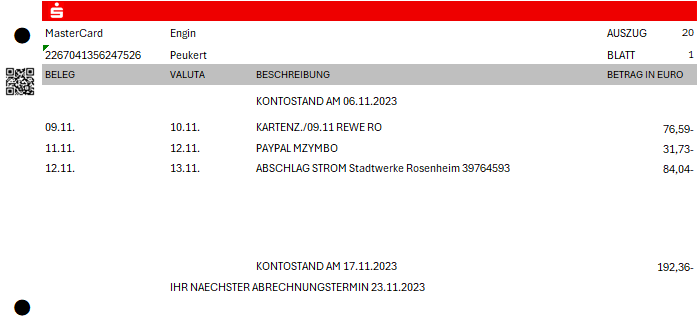 MasterCard Engin AUSZUG 20
2267041356247526 Peukert BLATT 1
BELEG VALUTA BESCHREIBUNG BETRAG IN EURO
KONTOSTAND AM 06.11.2023
09.11. 10.11. KARTENZ./09.11 REWE RO 76,59-
11.11. 12.11. PAYPAL MZYMBO 31,73-
12.11. 13.11. ABSCHLAG STROM Stadtwerke Rosenheim 39764593 84,04-
KONTOSTAND AM 17.11.2023 192,36-
IHR NAECHSTER ABRECHNUNGSTERMIN 23.11.2023